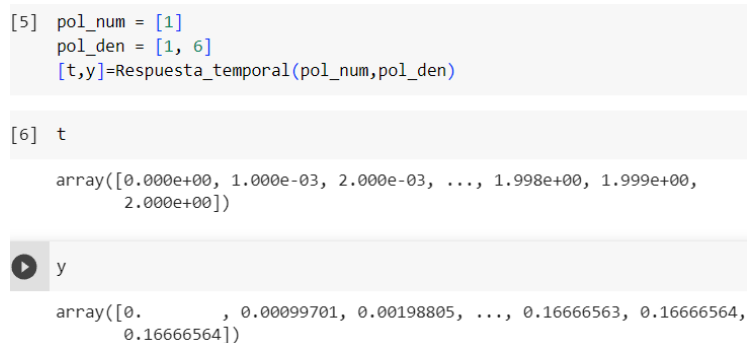 [5] pol_num = [1]
pol_den = [1, 6]
[t,y]=Respuesta_temporal(pol_num,pol_den)
[6] t
array([0.000e+00, 1.000e-03, 2.000e-03, ..., 1.998e+00, 1.999e+00,
2.000e+00])
y
array([0.        , 0.00099701, 0.00198805, ..., 0.16666563, 0.16666564,
0.16666564])